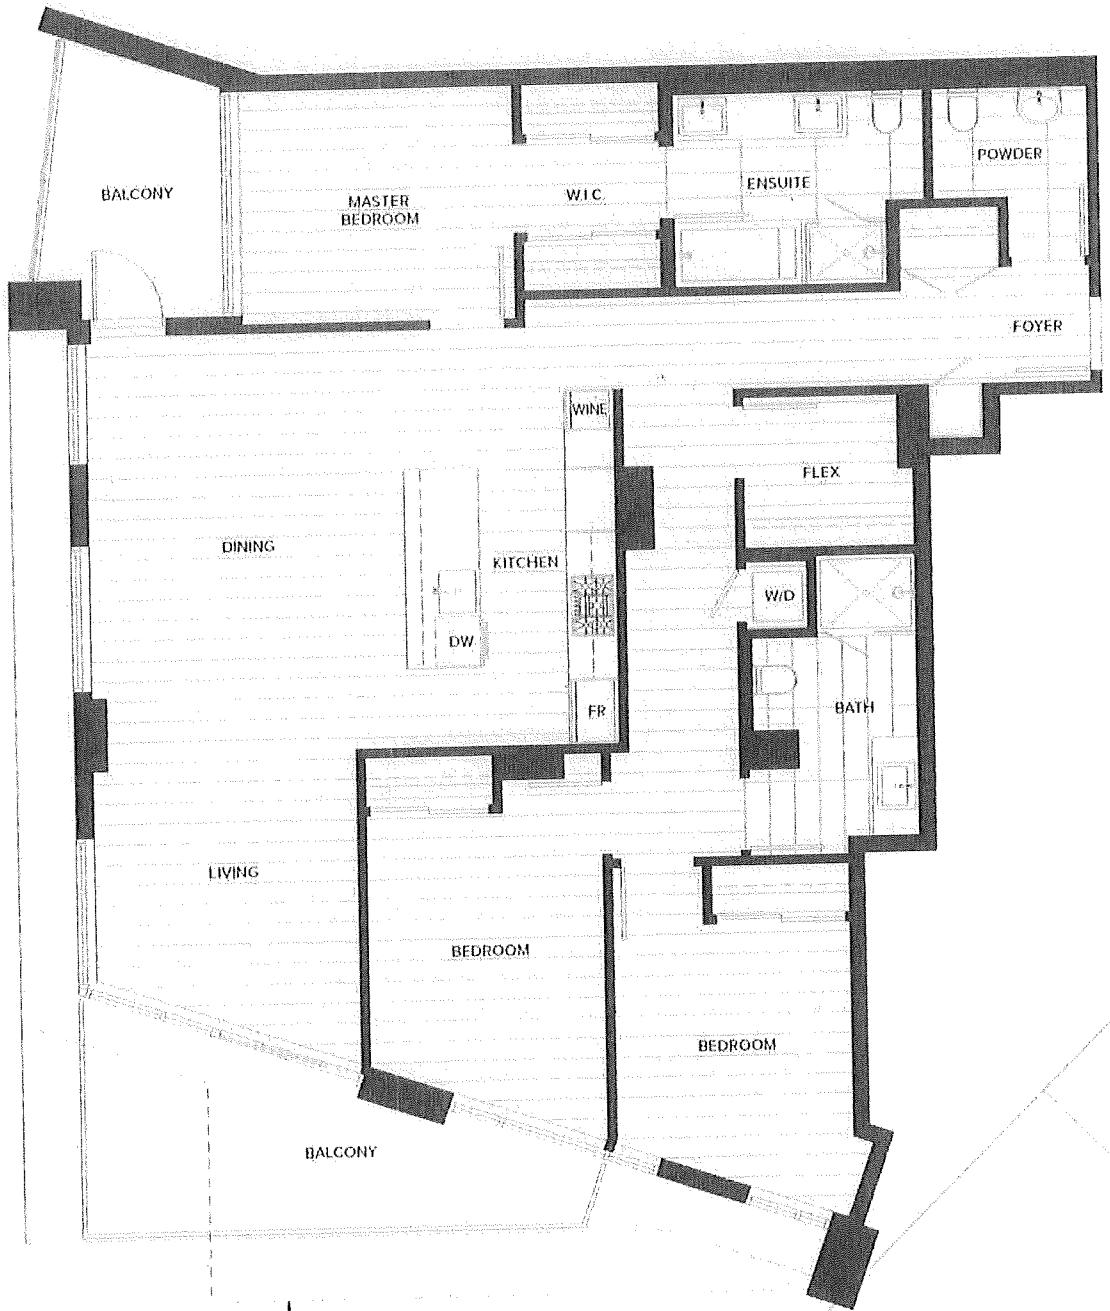 POWDER
ENSUITE
BALCONY
W.I.C.
MASTER
BEDROOM
FOYER
WINE
FLEX
DINING
KITCHEN
W/D
DW
BATH
FR
LIVING
BEDROOM
BEDROOM
BALCONY